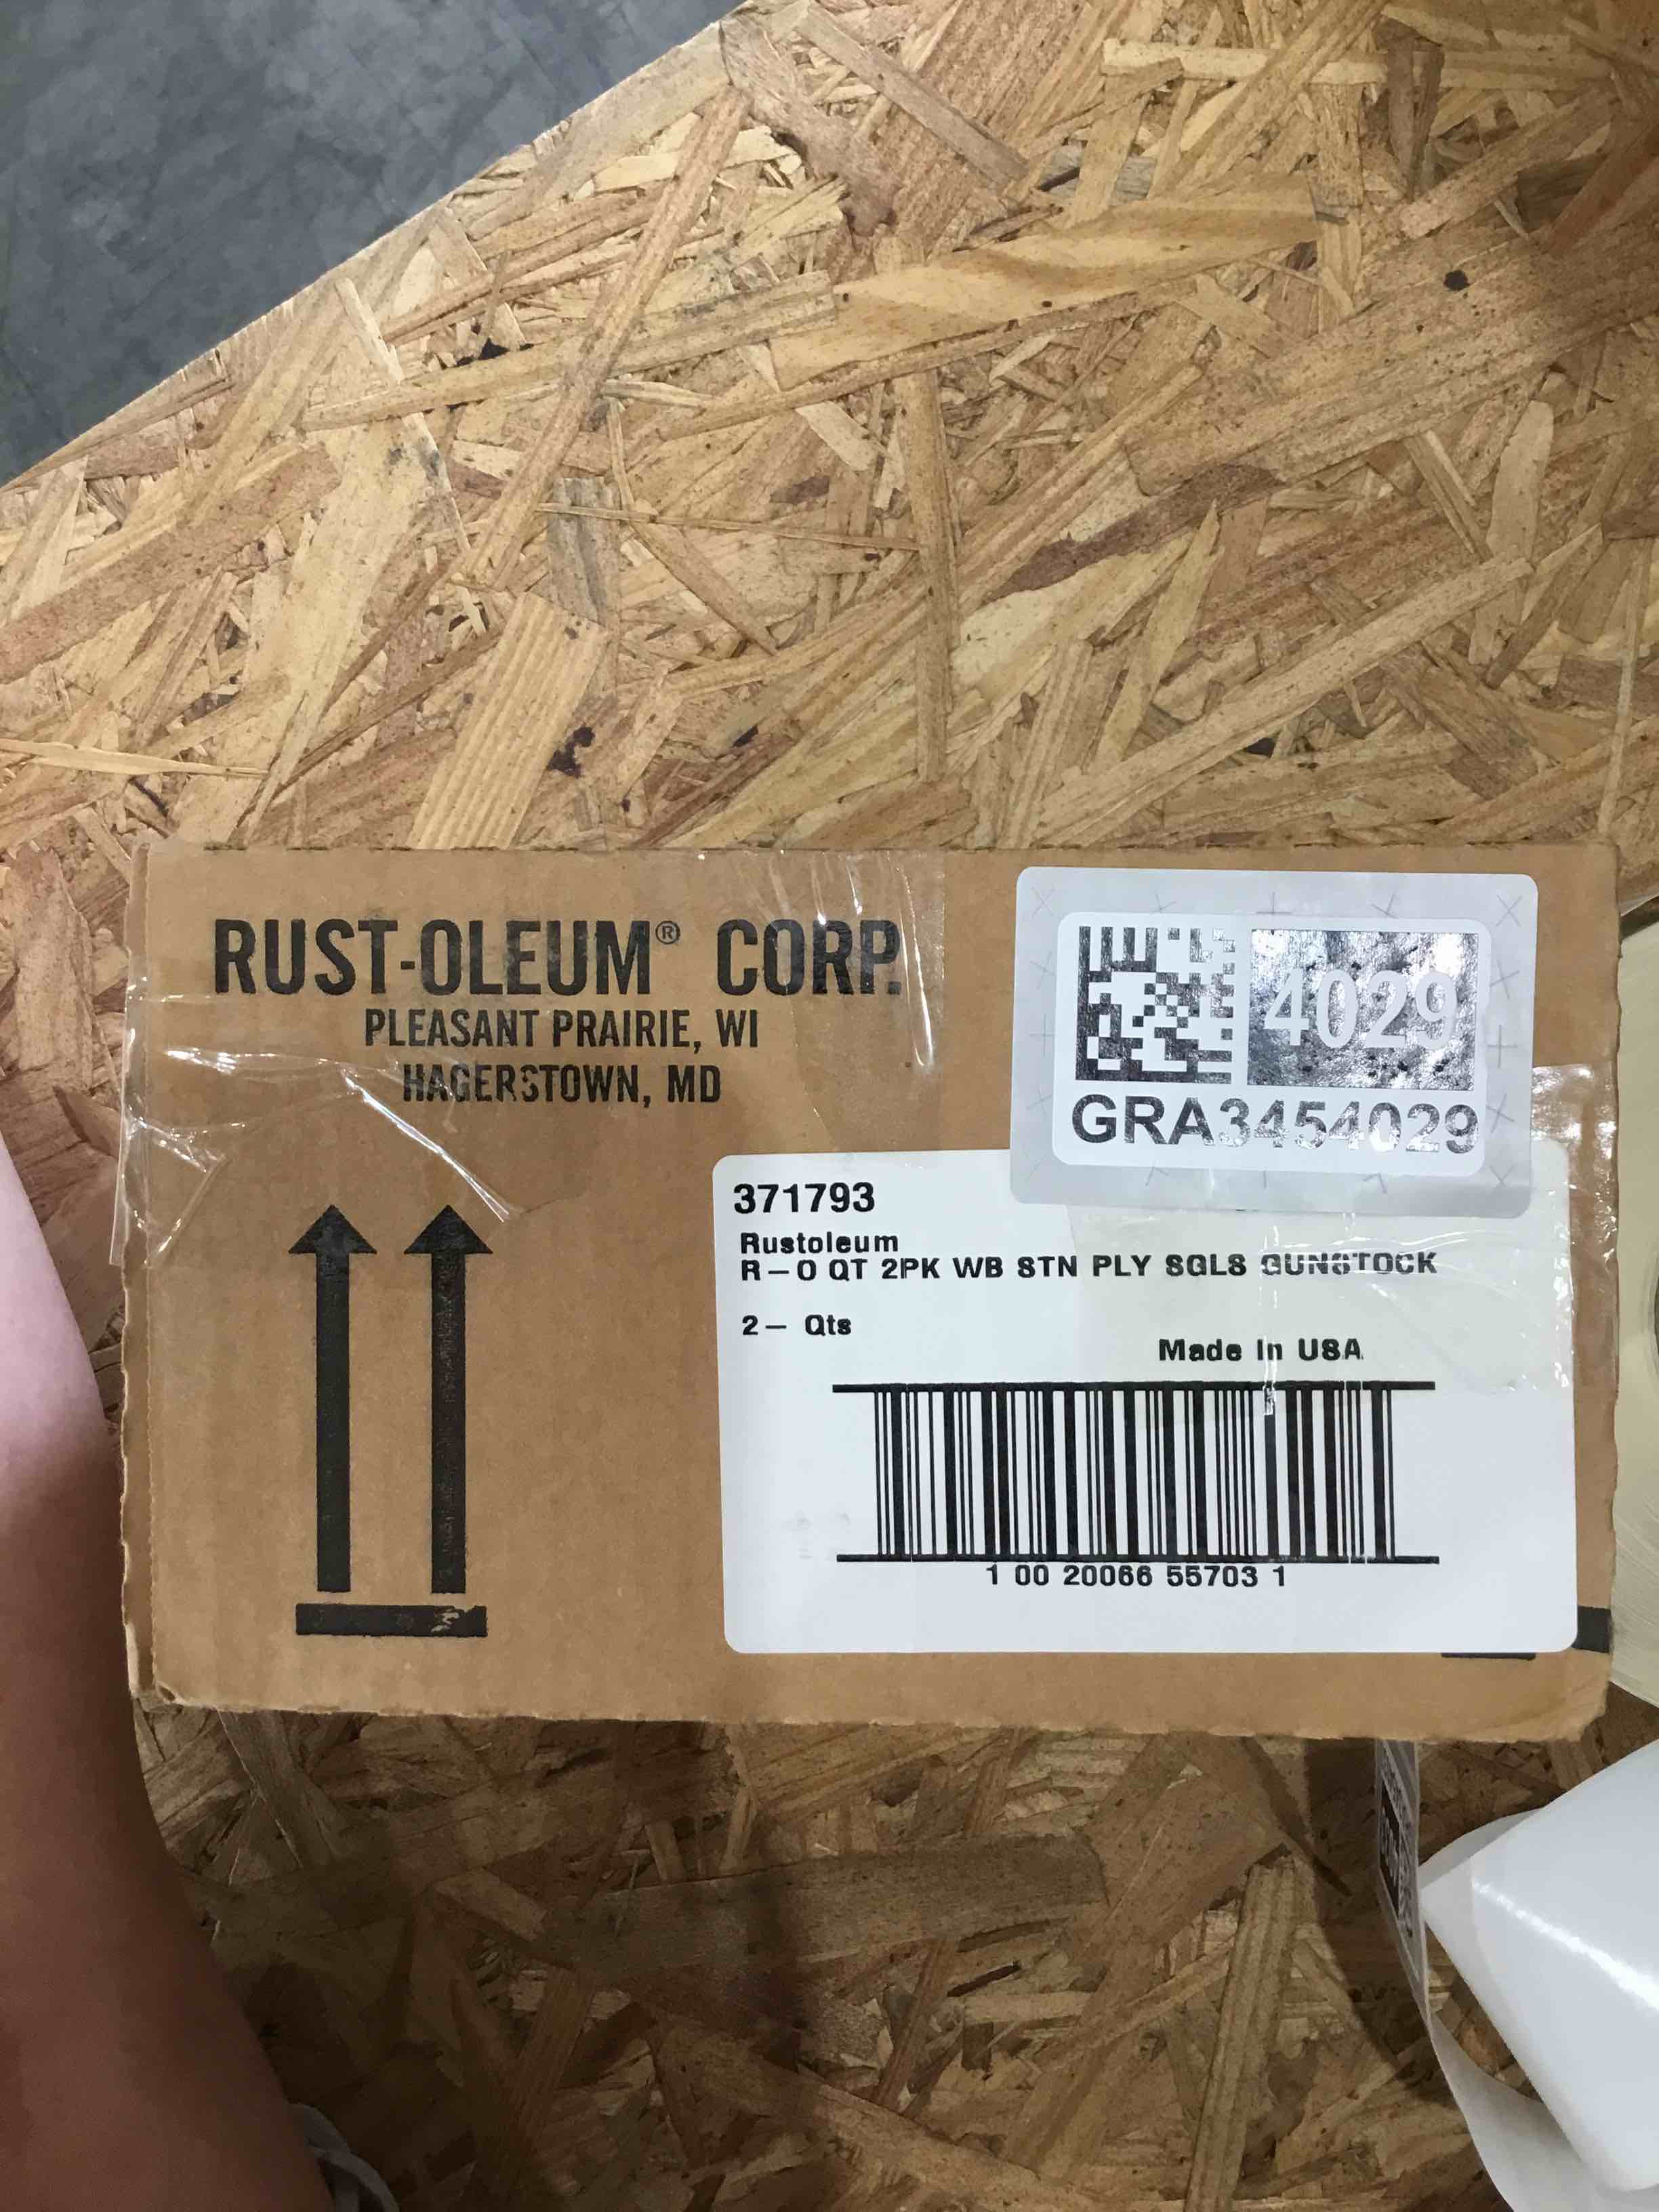 RUST-OLEUM® CORP.
PLEASANT PRAIRIE, WI
HAGERSTOWN, MD
4029
GRA3454029
371793
Rustoleum
R-O QT 2PK WB STN PLY SGLS GUNSTOCK
2- Qts
Made In USA
1 00 20066 55703 1